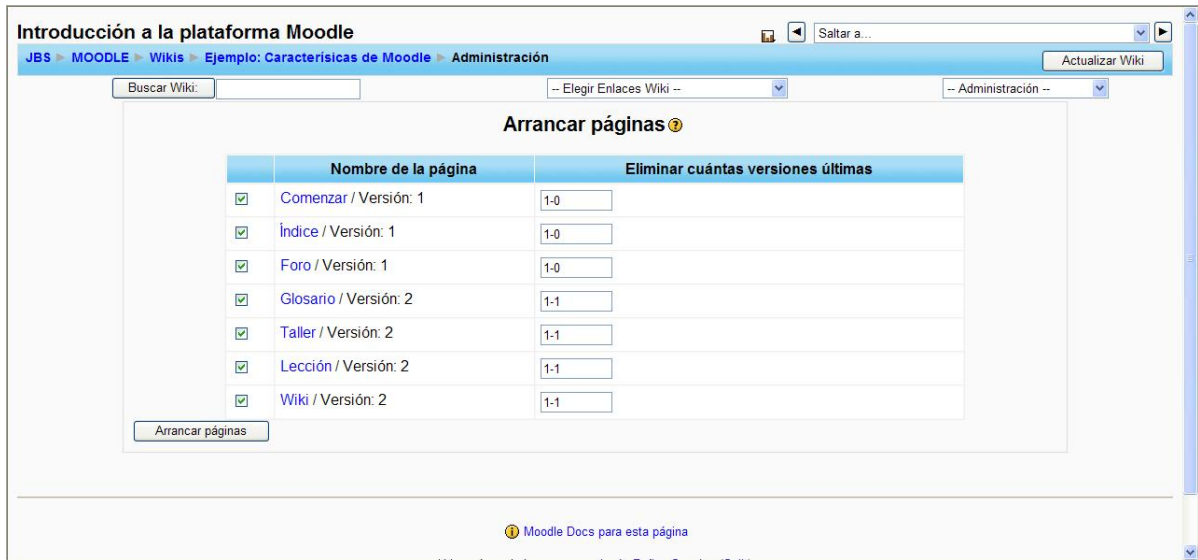 Introducción a la plataforma Moodle
Saltar a...
JBS ► MOODLE ► Wikis ► Ejemplo: Caracterísicas de Moodle ► Administración
Actualizar Wiki
Buscar Wiki:
-- Elegir Enlaces Wiki --
-- Administración --
Arrancar páginas
Nombre de la página Eliminar cuántas versiones últimas
Comenzar / Versión: 1 1-0
Índice / Versión: 1 1-0
Foro / Versión: 1 1-0
Glosario / Versión: 2 1-1
Taller / Versión: 2 1-1
Lección / Versión: 2 1-1
Wiki / Versión: 2 1-1
Arrancar páginas
Moodle Docs para esta página